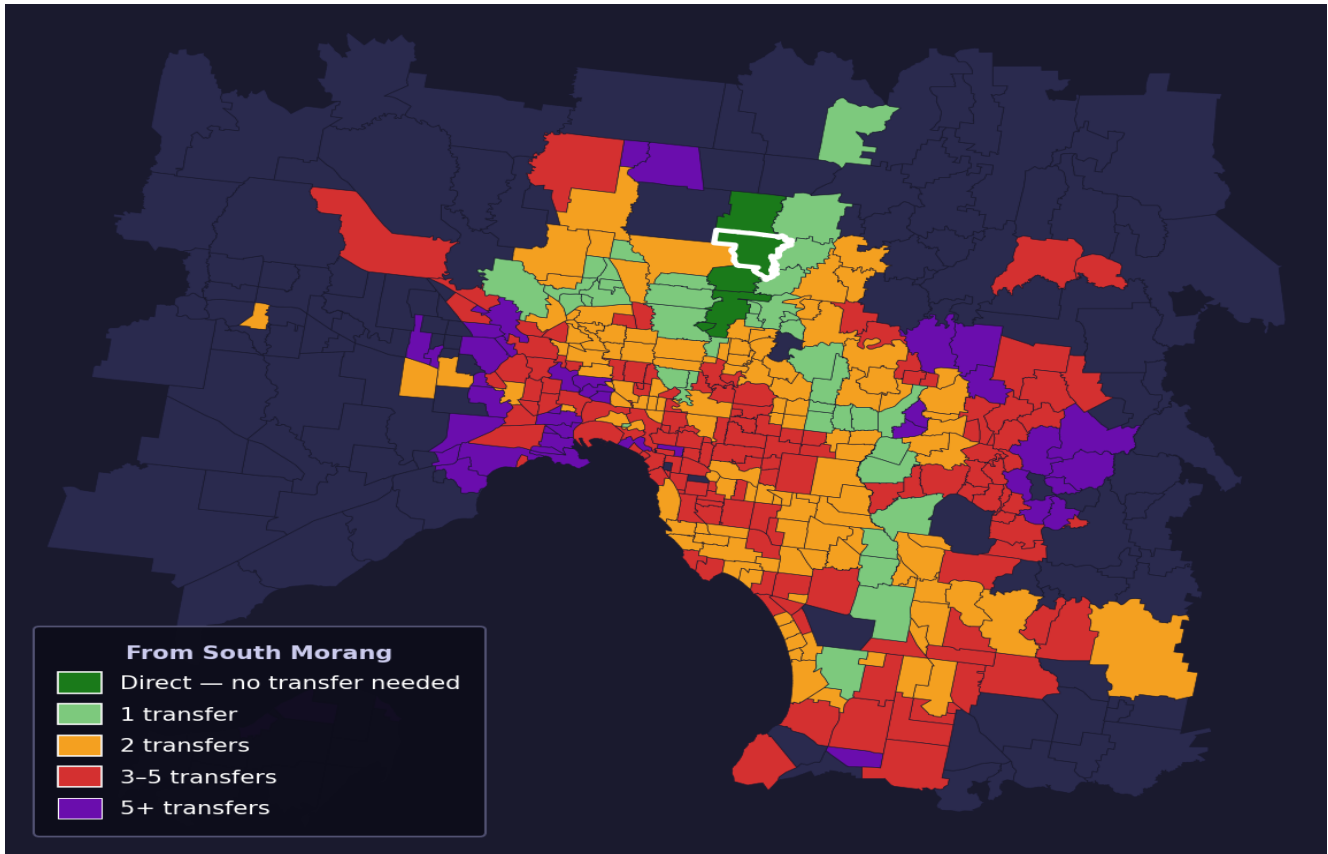 From South Morang
Direct — no transfer needed
1 transfer
2 transfers
3–5 transfers
5+ transfers